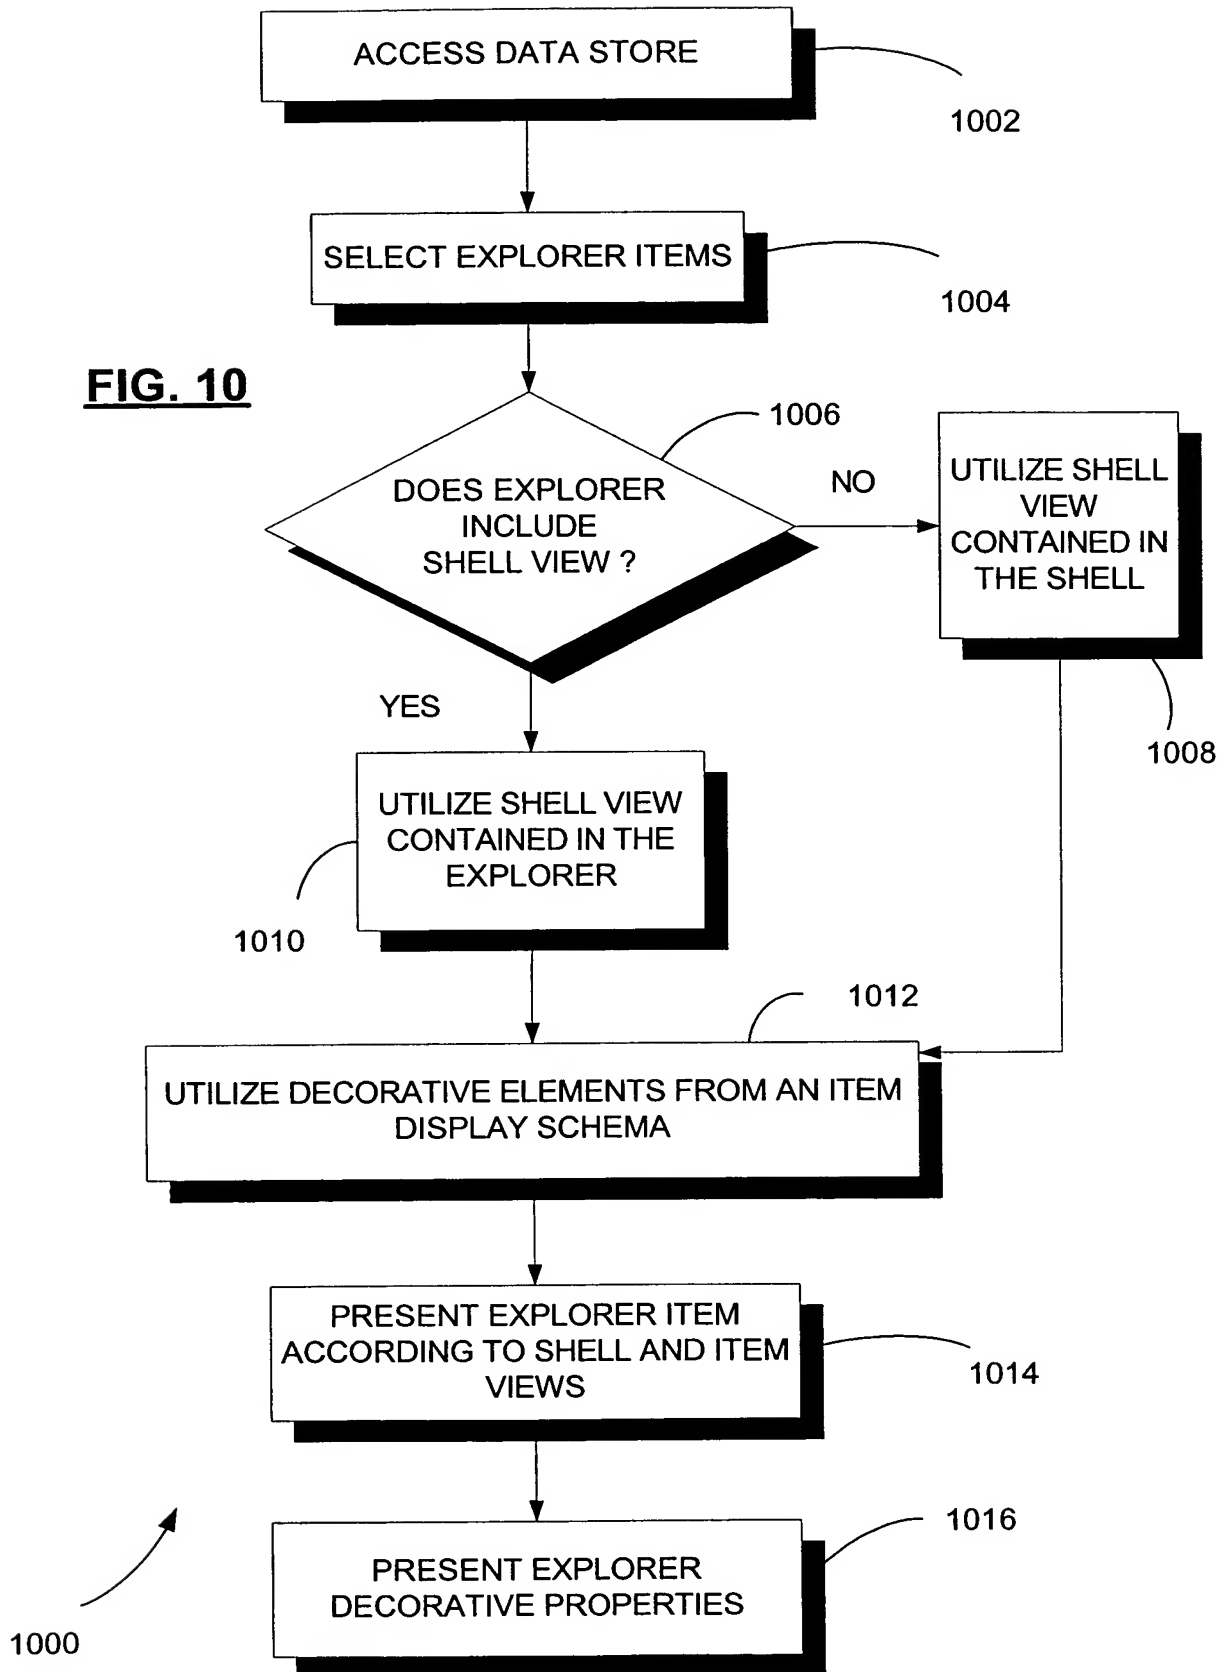 ACCESS DATA STORE
1002
SELECT EXPLORER ITEMS
1004
FIG. 10
1006
DOES EXPLORER
INCLUDE
SHELL VIEW ?
NO
UTILIZE SHELL
VIEW
CONTAINED IN
THE SHELL
1008
YES
UTILIZE SHELL VIEW
CONTAINED IN THE
EXPLORER
1010
1012
UTILIZE DECORATIVE ELEMENTS FROM AN ITEM
DISPLAY SCHEMA
PRESENT EXPLORER ITEM
ACCORDING TO SHELL AND ITEM
VIEWS
1014
1016
PRESENT EXPLORER
DECORATIVE PROPERTIES
1000